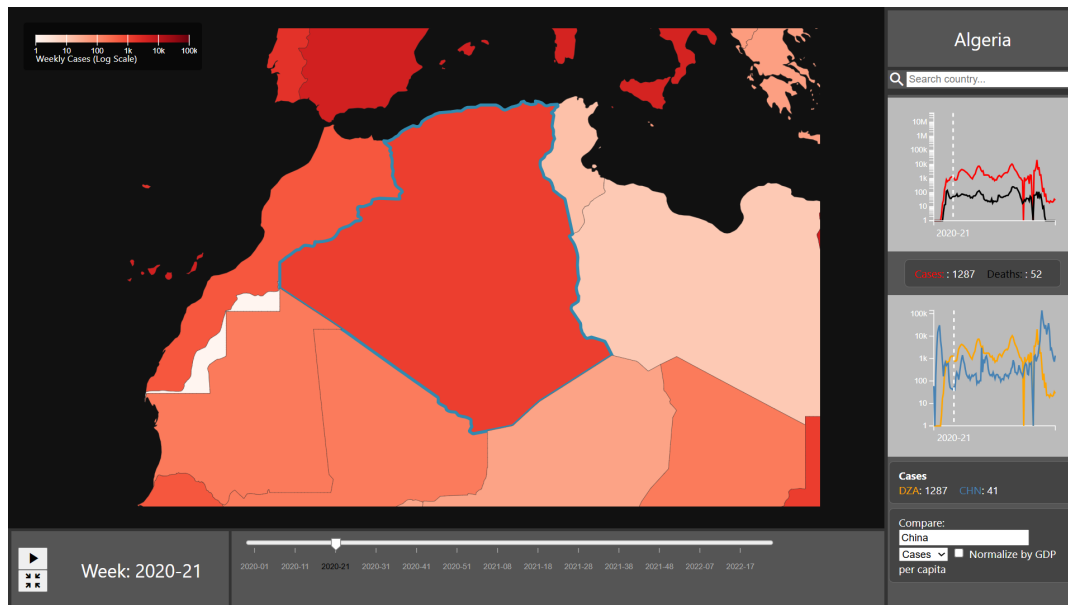 1 10 100 1k 10k 100k
Weekly Cases (Log Scale)
Algeria
Search country...
10M
1M
100k
10k
1k
100
10
1
2020-21
Cases: : 1287 Deaths: : 52
100k
10k
1k
100
10
1
2020-21
Cases
DZA: 1287 CHN: 41
Compare:
China
Cases Normalize by GDP
per capita
Week: 2020-21
2020-01 2020-11 2020-21 2020-31 2020-41 2020-51 2021-08 2021-18 2021-28 2021-38 2021-48 2022-07 2022-17